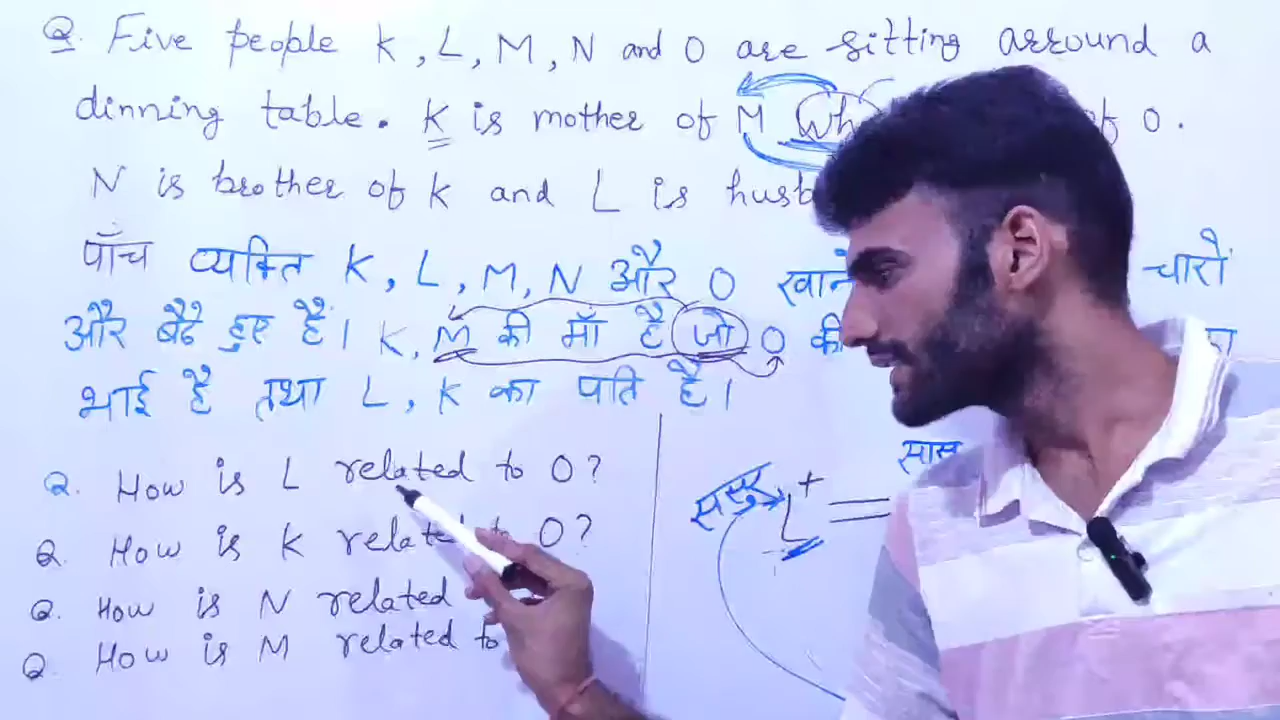 Q. Five people K, L, M, N and O are sitting arround a
dinning table. K is mother of M Wh of O.
N is brother of K and L is husb
पाँच व्यक्ति K, L, M, N और O खाने चारों
और बैठे हुए हैं। K, M की माँ है जो O की
भाई है तथा L, K का पति है।
Q. How is L related to O?
Q. How is K related to O?
Q. How is N related
Q. How is M related to
सास
ससुर L +